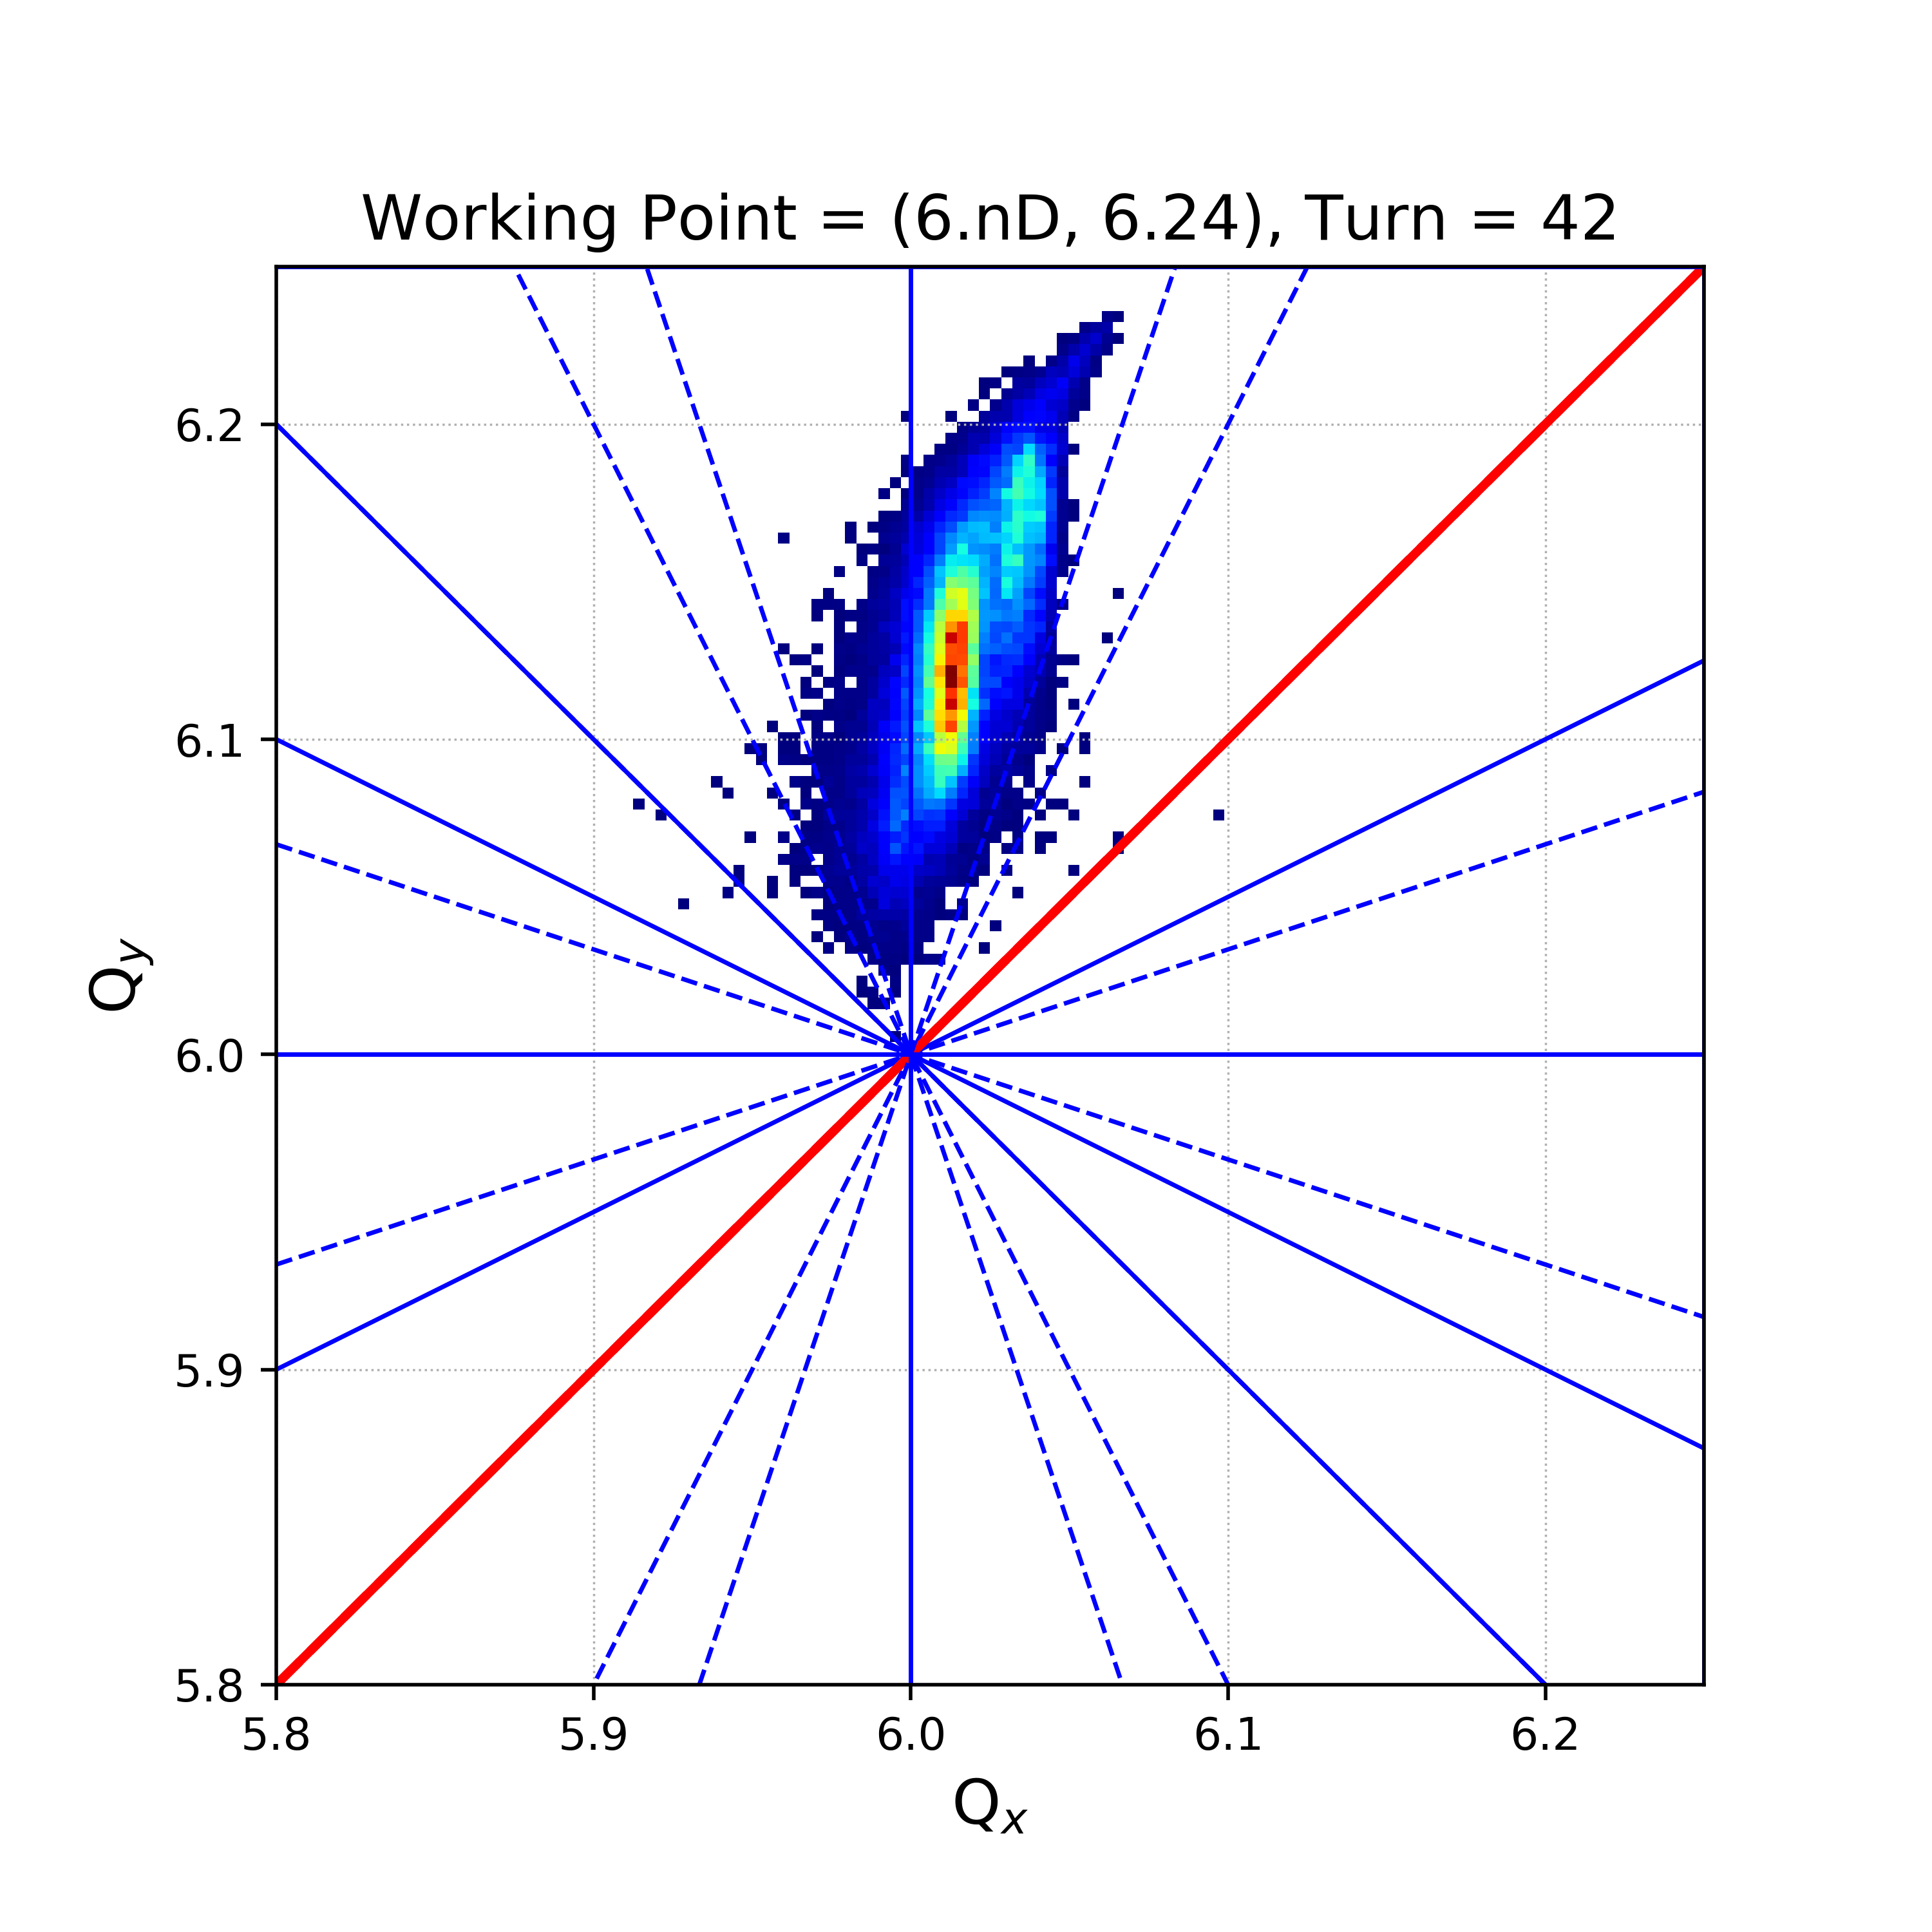 Working Point = (6.nD, 6.24), Turn = 42
6.2
6.1
6.0
5.9
5.8
Qy
5.8 5.9 6.0 6.1 6.2
Qx